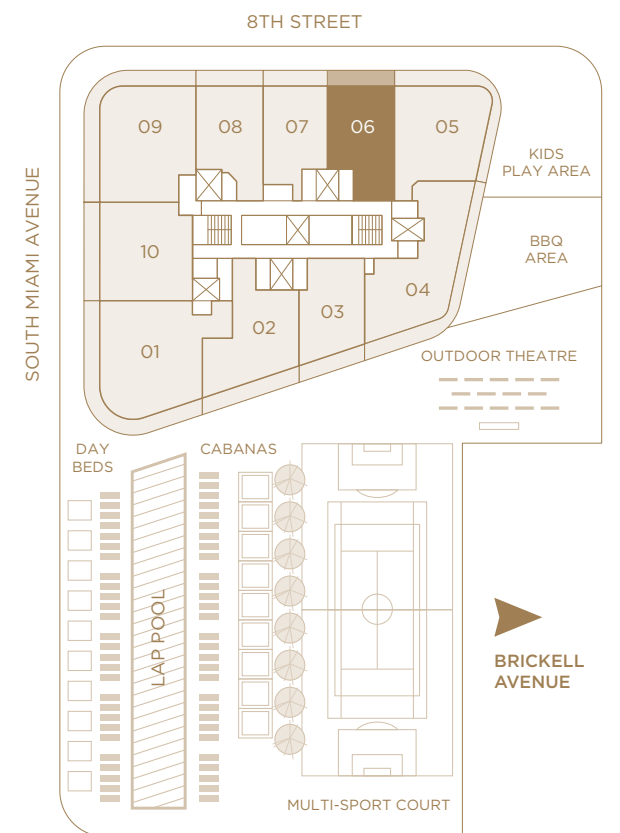 8TH STREET
09
08
07
06
05
KIDS
PLAY AREA
SOUTH MIAMI AVENUE
10
BBQ
AREA
04
03
02
01
OUTDOOR THEATRE
DAY
BEDS
CABANAS
LAP POOL
BRICKELL
AVENUE
MULTI-SPORT COURT